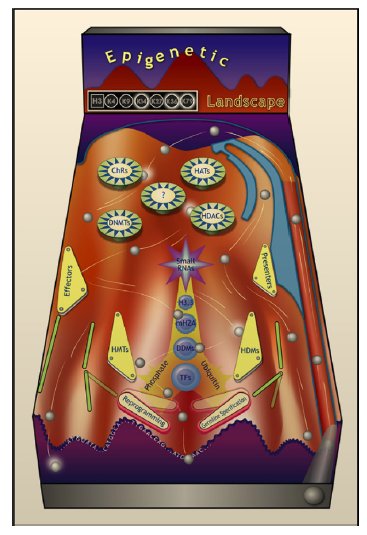 Epigenetic
H3 K4 K9 K14 K27 K36 K79
Landscape
ChRs
HATs
?
DNMTs
HDACs
Small
RNAs
Effectors
Presenters
H3.3
mH2A
HMTs
DDMs
HDMs
Phosphate
TFs
Ubiquitin
Reprogramming
Germline Specification